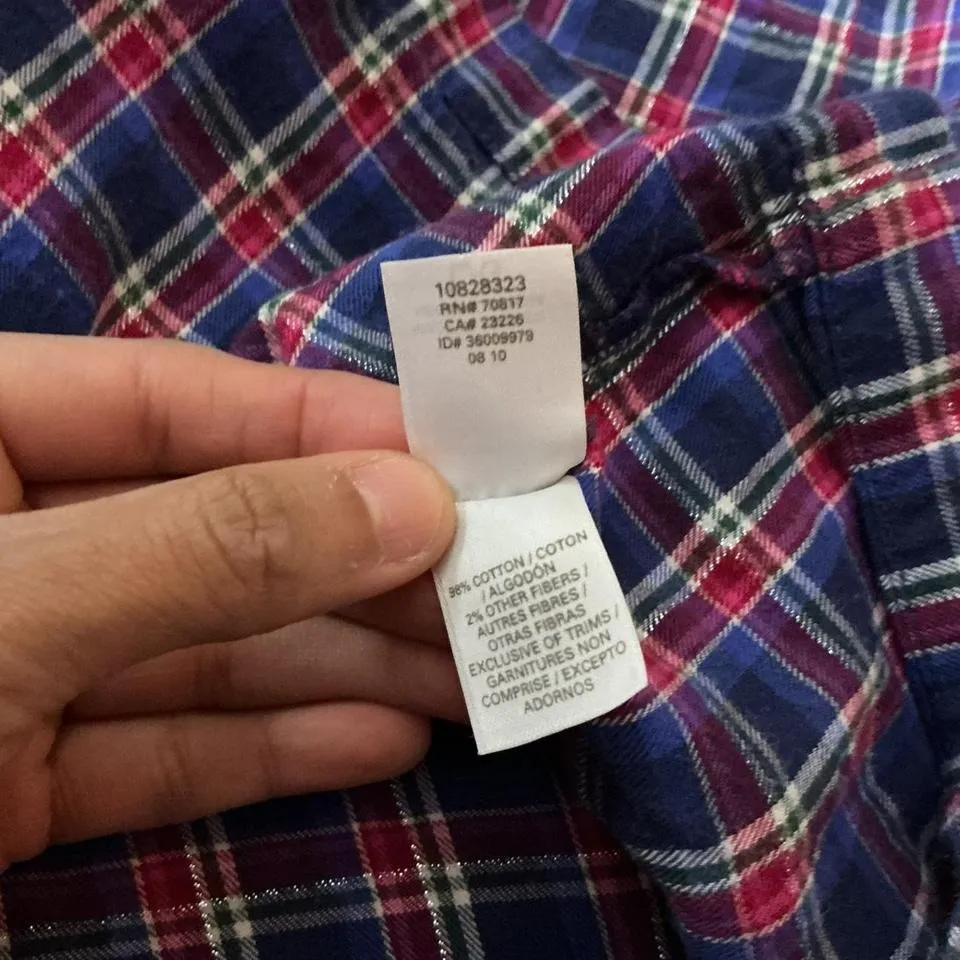 10828323
RN# 70817
CA# 23226
ID# 36009979
08 10
98% COTTON / COTON
/ ALGODÓN
2% OTHER FIBERS /
AUTRES FIBRES /
OTRAS FIBRAS
EXCLUSIVE OF TRIMS /
GARNITURES NON
COMPRISE / EXCEPTO
ADORNOS